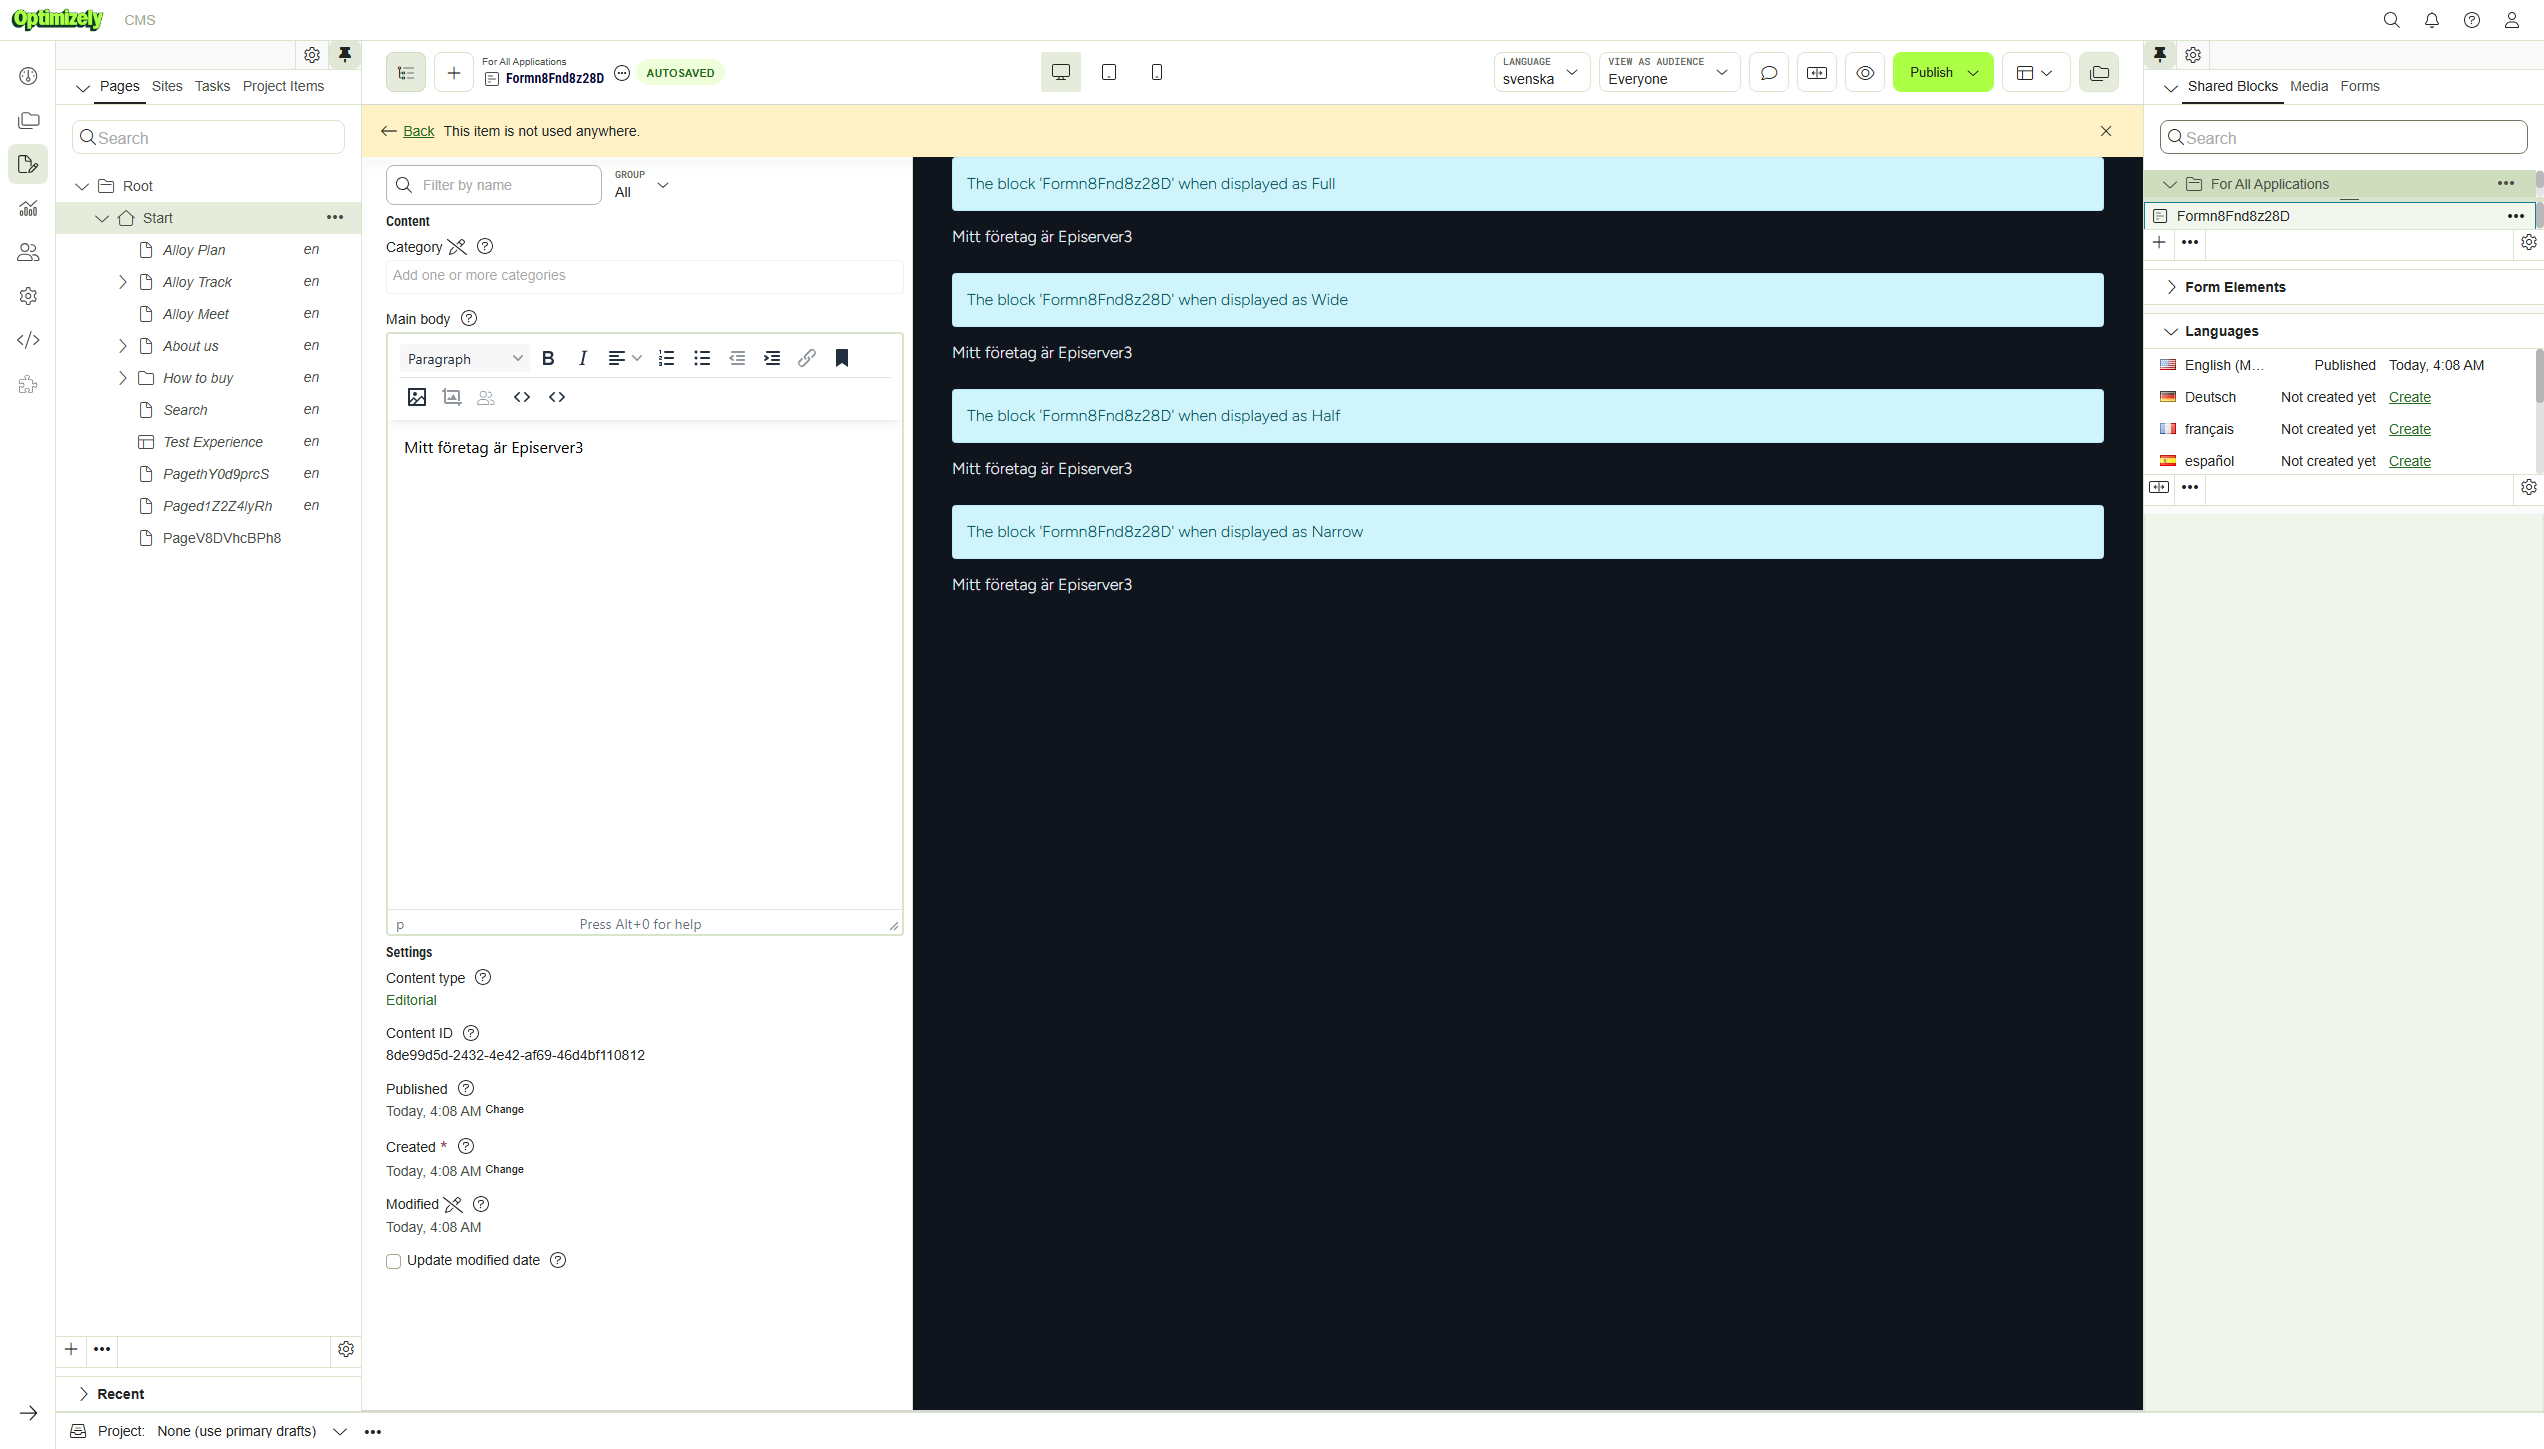 Optimizely CMS
Pages Sites Tasks Project Items
Search
Root
Start
Alloy Plan en
Alloy Track en
Alloy Meet en
About us en
How to buy en
Search en
Test Experience en
PagethY0d9prcS en
Paged1Z2Z4lyRh en
PageV8DVhcBPh8
Recent
Project: None (use primary drafts)
For All Applications
Formn8Fnd8z28D AUTOSAVED
LANGUAGE
svenska
VIEW AS AUDIENCE
Everyone
Publish
Back This item is not used anywhere.
Filter by name
GROUP
All
Content
Category
Add one or more categories
Main body
Paragraph
Mitt företag är Episerver3
p Press Alt+0 for help
Settings
Content type
Editorial
Content ID
8de99d5d-2432-4e42-af69-46d4bf110812
Published
Today, 4:08 AM Change
Created *
Today, 4:08 AM Change
Modified
Today, 4:08 AM
Update modified date
The block 'Formn8Fnd8z28D' when displayed as Full
Mitt företag är Episerver3
The block 'Formn8Fnd8z28D' when displayed as Wide
Mitt företag är Episerver3
The block 'Formn8Fnd8z28D' when displayed as Half
Mitt företag är Episerver3
The block 'Formn8Fnd8z28D' when displayed as Narrow
Mitt företag är Episerver3
Shared Blocks Media Forms
Search
For All Applications
Formn8Fnd8z28D
Form Elements
Languages
English (M... Published Today, 4:08 AM
Deutsch Not created yet Create
français Not created yet Create
español Not created yet Create